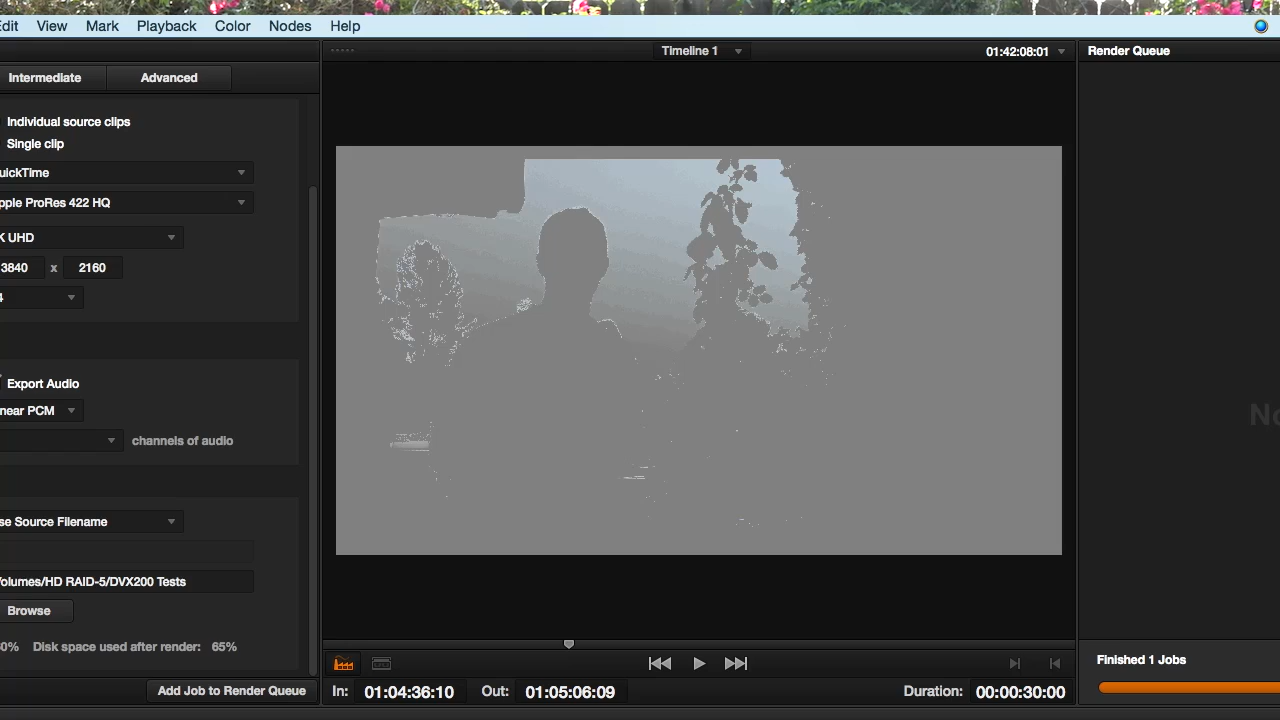 Edit View Mark Playback Color Nodes Help
Timeline 1
01:42:08:01
Render Queue
Intermediate Advanced
Individual source clips
Single clip
uickTime
pple ProRes 422 HQ
K UHD
3840 x 2160
4
Export Audio
near PCM
channels of audio
se Source Filename
olumes/HD RAID-5/DVX200 Tests
Browse
0% Disk space used after render: 65%
Add Job to Render Queue
In: 01:04:36:10 Out: 01:05:06:09
Duration: 00:00:30:00
No
Finished 1 Jobs